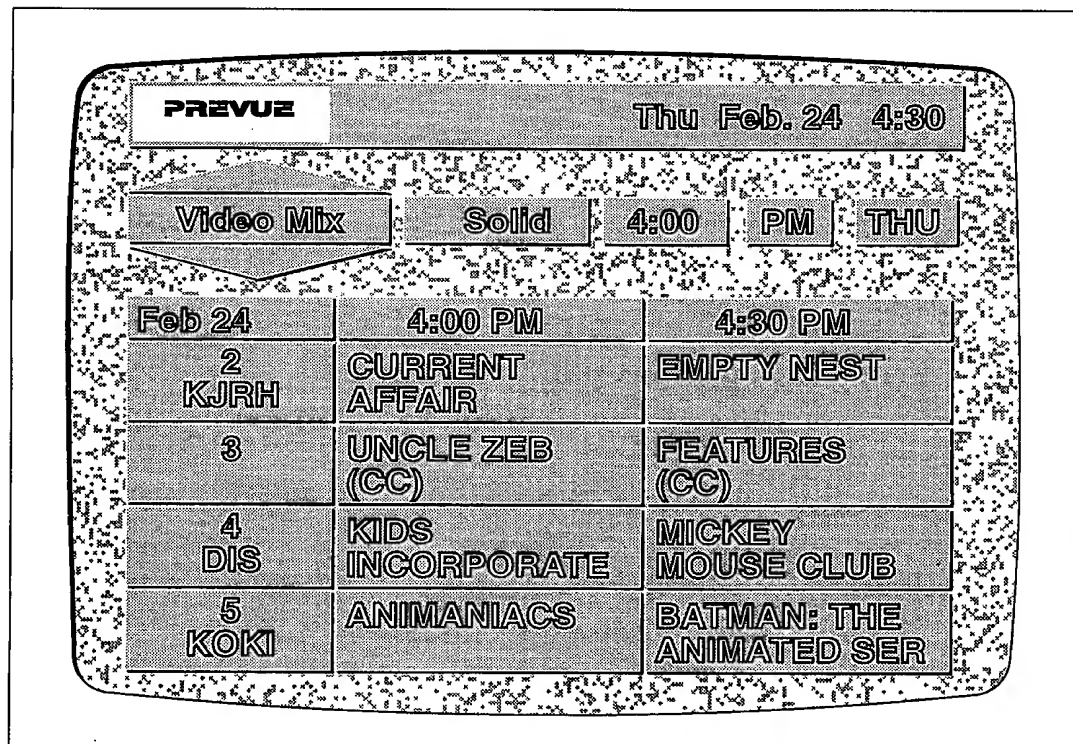 PREVUE Thu Feb. 24 4:30
Video Mix Solid 4:00 PM THU
Feb 24 4:00 PM 4:30 PM
2
KJRH
CURRENT
AFFAIR
EMPTY NEST
3
UNCLE ZEB
(CC)
FEATURES
(CC)
4
DIS
KIDS
INCORPORATE
MICKEY
MOUSE CLUB
5
KOKI
ANIMANIACS
BATMAN: THE
ANIMATED SER